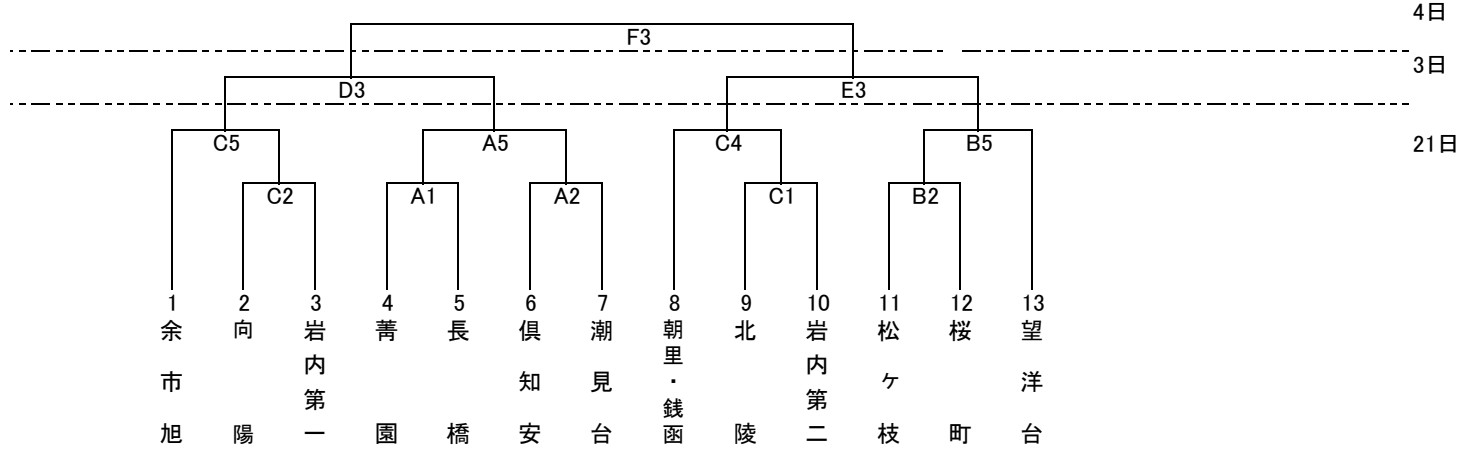 4日
F3
3日
D3 E3
C5 A5 C4 B5
21日
C2 A1 A2 C1 B2
1 2 3 4 5 6 7 8 9 10 11 12 13
余市旭
向陽
岩内第一
菁園
長橋
倶知安
潮見台
朝里・銭函
北陵
岩内第二
松ヶ枝
桜町
望洋台